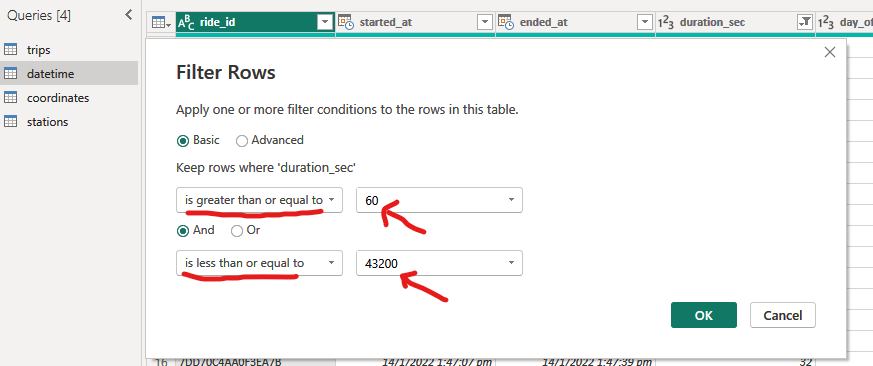 Queries [4]
trips
datetime
coordinates
stations
ABC ride_id started_at ended_at 123 duration_sec 123 day_of
Filter Rows
Apply one or more filter conditions to the rows in this table.
Basic Advanced
Keep rows where 'duration_sec'
is greater than or equal to 60
And Or
is less than or equal to 43200
OK Cancel
16 7DD70C4AA0F3EA7B 14/1/2022 1:47:07 pm 14/1/2022 1:47:39 pm 32